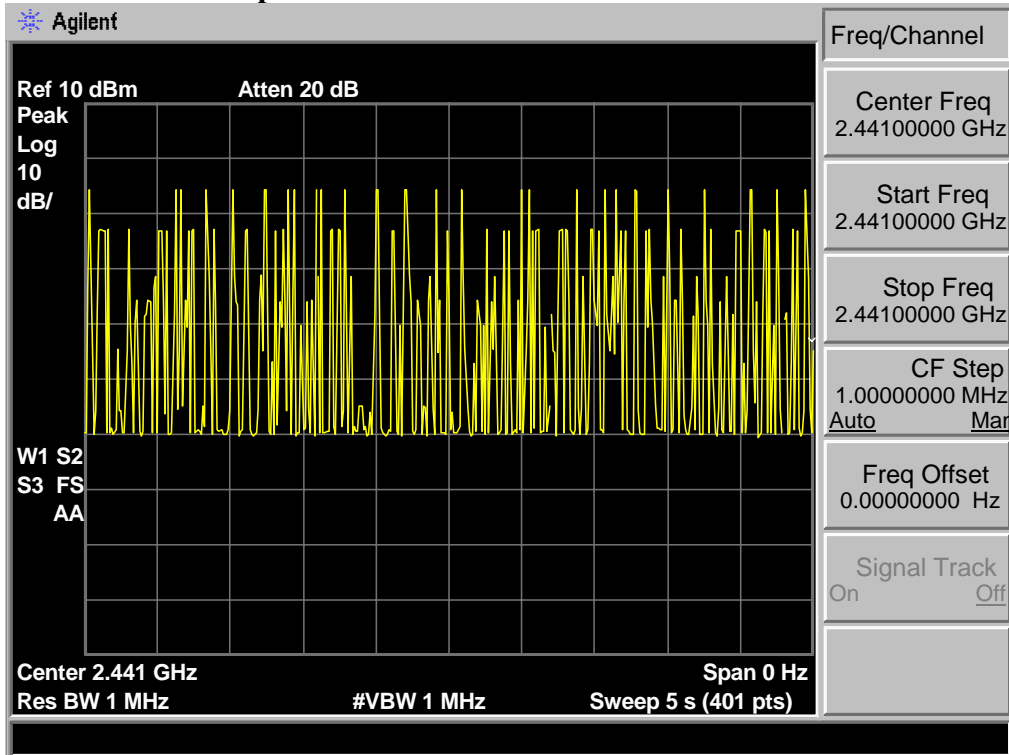 Agilent
Freq/Channel
Ref 10 dBm Atten 20 dB
Peak
Log
10
dB/
W1 S2
S3 FS
AA
Center 2.441 GHz Span 0 Hz
Res BW 1 MHz #VBW 1 MHz Sweep 5 s (401 pts)
Center Freq
2.44100000 GHz
Start Freq
2.44100000 GHz
Stop Freq
2.44100000 GHz
CF Step
1.00000000 MHz
Auto Man
Freq Offset
0.00000000 Hz
Signal Track
On Off